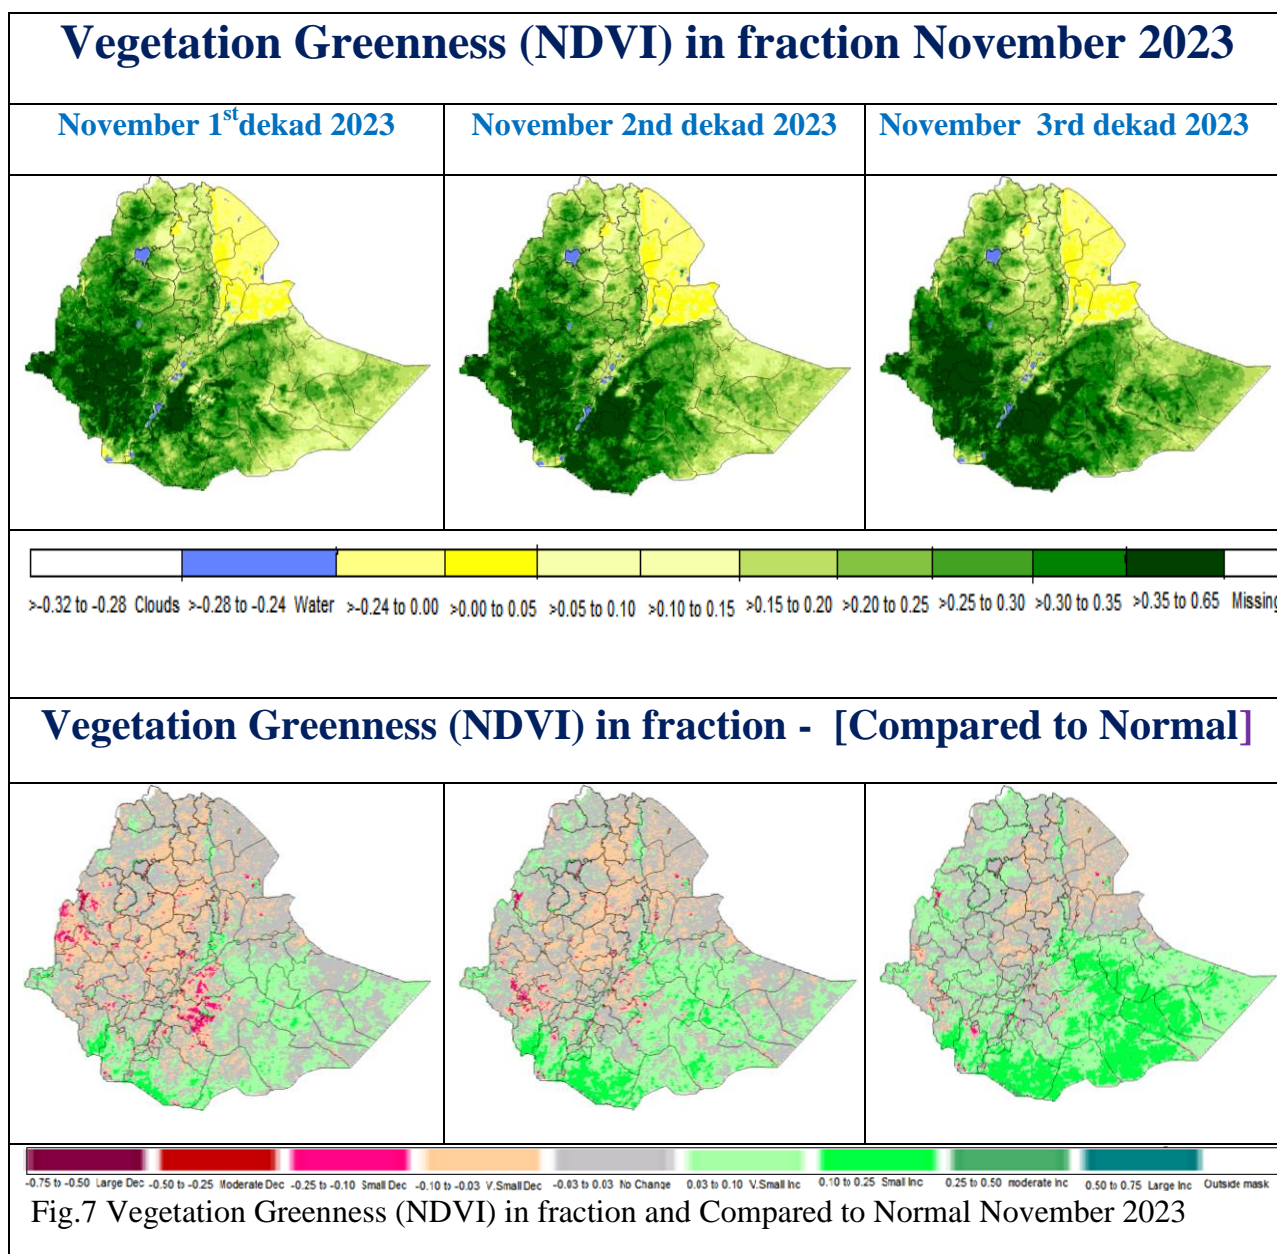 Vegetation Greenness (NDVI) in fraction November 2023
November 1st dekad 2023
November 2nd dekad 2023
November 3rd dekad 2023
>-0.32 to -0.28 Clouds >-0.28 to -0.24 Water >-0.24 to 0.00 >0.00 to 0.05 >0.05 to 0.10 >0.10 to 0.15 >0.15 to 0.20 >0.20 to 0.25 >0.25 to 0.30 >0.30 to 0.35 >0.35 to 0.65 Missing
Vegetation Greenness (NDVI) in fraction - [Compared to Normal]
-0.75 to -0.50 Large Dec -0.50 to -0.25 Moderate Dec -0.25 to -0.10 Small Dec -0.10 to -0.03 V.Small Dec -0.03 to 0.03 No Change 0.03 to 0.10 V.Small Inc 0.10 to 0.25 Small Inc 0.25 to 0.50 moderate Inc 0.50 to 0.75 Large Inc Outside mask
Fig.7 Vegetation Greenness (NDVI) in fraction and Compared to Normal November 2023